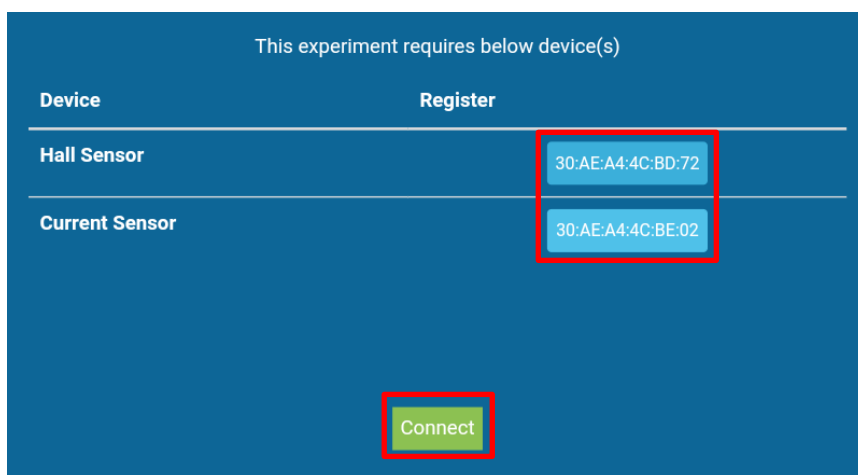 This experiment requires below device(s)
Device Register
Hall Sensor 30:AE:A4:4C:BD:72
Current Sensor 30:AE:A4:4C:BE:02
Connect